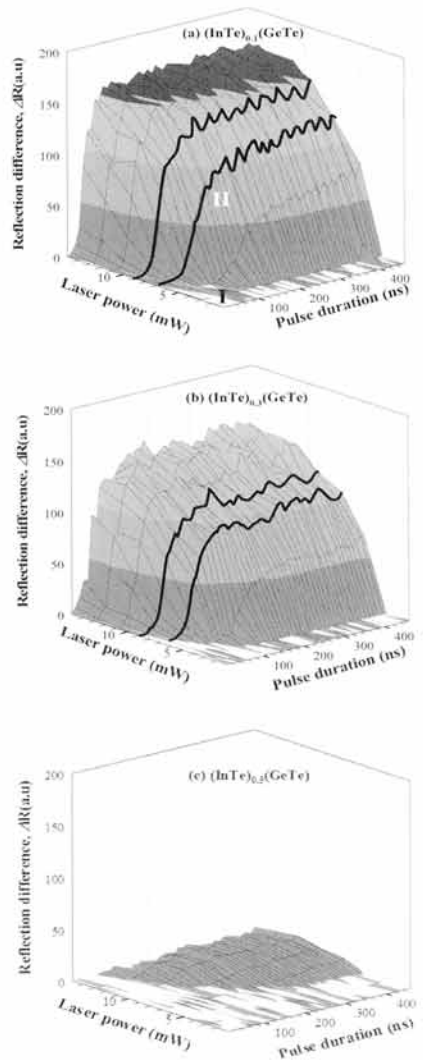 (a) (InTe)0.1(GeTe)
Reflection difference, ΔR(a.u)
200
150
100
50
0
II
I
10
5
Laser power (mW)
100
200
300
400
Pulse duration (ns)
(b) (InTe)0.3(GeTe)
Reflection difference, ΔR(a.u)
200
150
100
50
0
10
5
Laser power (mW)
100
200
300
400
Pulse duration (ns)
(c) (InTe)0.5(GeTe)
Reflection difference, ΔR(a.u)
200
150
100
50
0
10
5
Laser power (mW)
100
200
300
400
Pulse duration (ns)